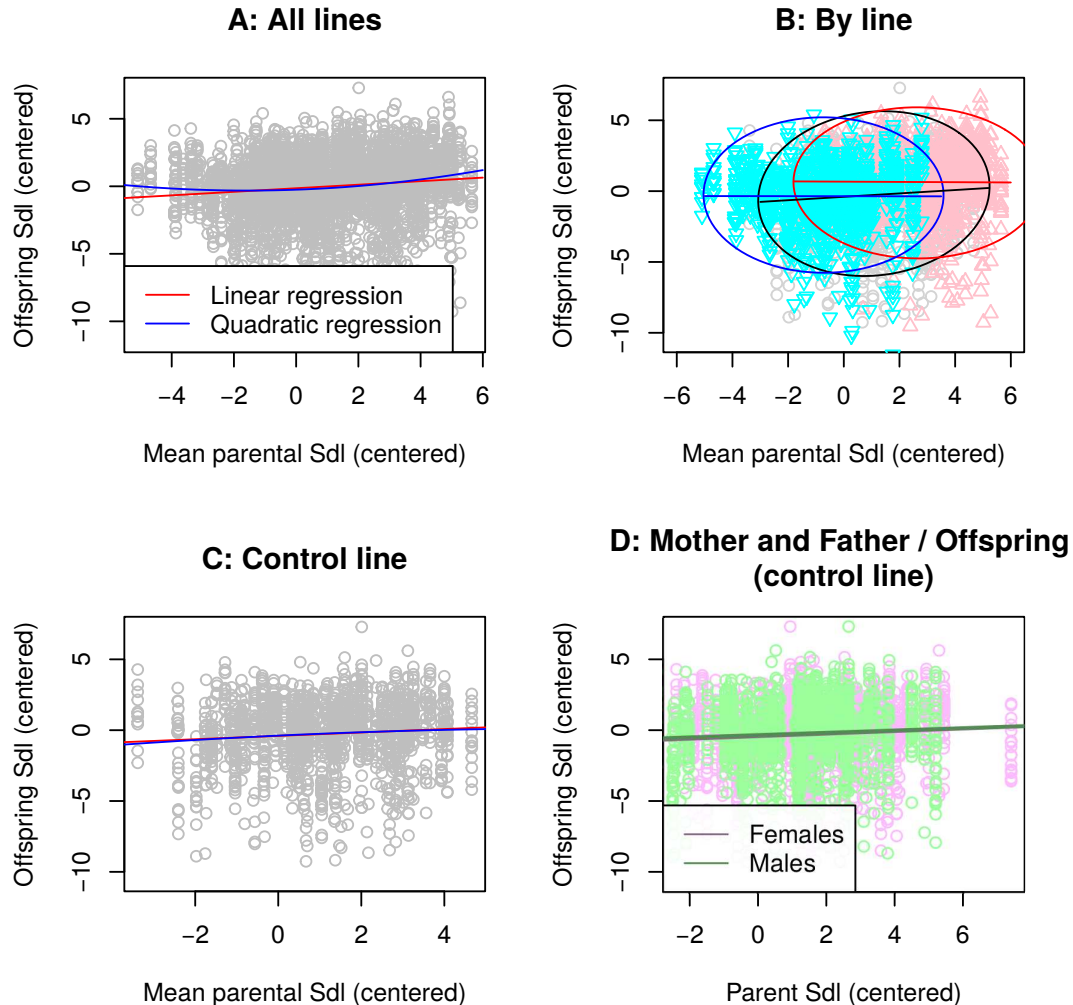 A: All lines
Offspring Sdl (centered)
5
0
−5
−10
Linear regression
Quadratic regression
−4 −2 0 2 4 6
Mean parental Sdl (centered)
B: By line
Offspring Sdl (centered)
5
0
−5
−10
−6 −4 −2 0 2 4 6
Mean parental Sdl (centered)
C: Control line
Offspring Sdl (centered)
5
0
−5
−10
−2 0 2 4
Mean parental Sdl (centered)
D: Mother and Father / Offspring
(control line)
Offspring Sdl (centered)
5
0
−5
−10
Females
Males
−2 0 2 4 6
Parent Sdl (centered)